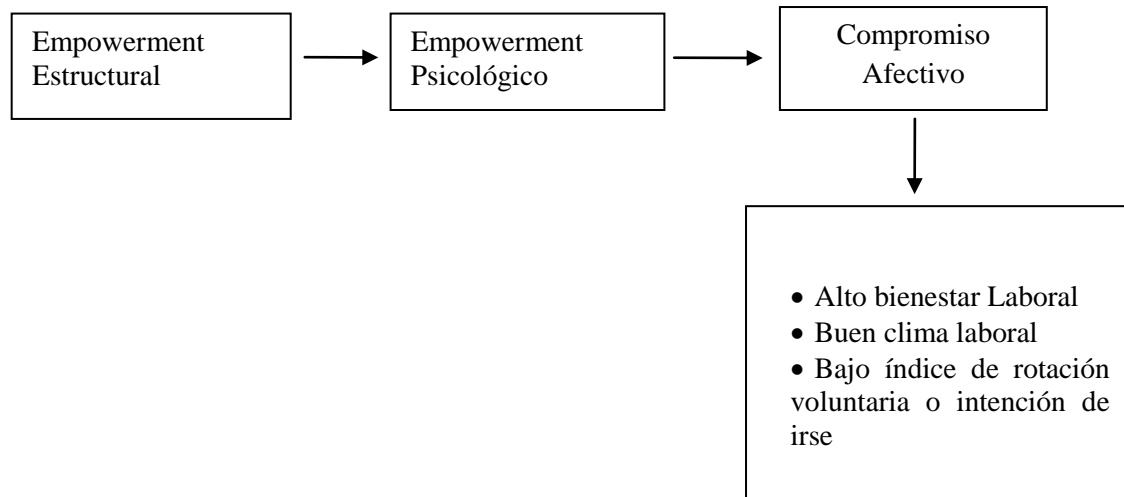 Empowerment
Estructural
Empowerment
Psicológico
Compromiso
Afectivo
• Alto bienestar Laboral
• Buen clima laboral
• Bajo índice de rotación
voluntaria o intención de
irse